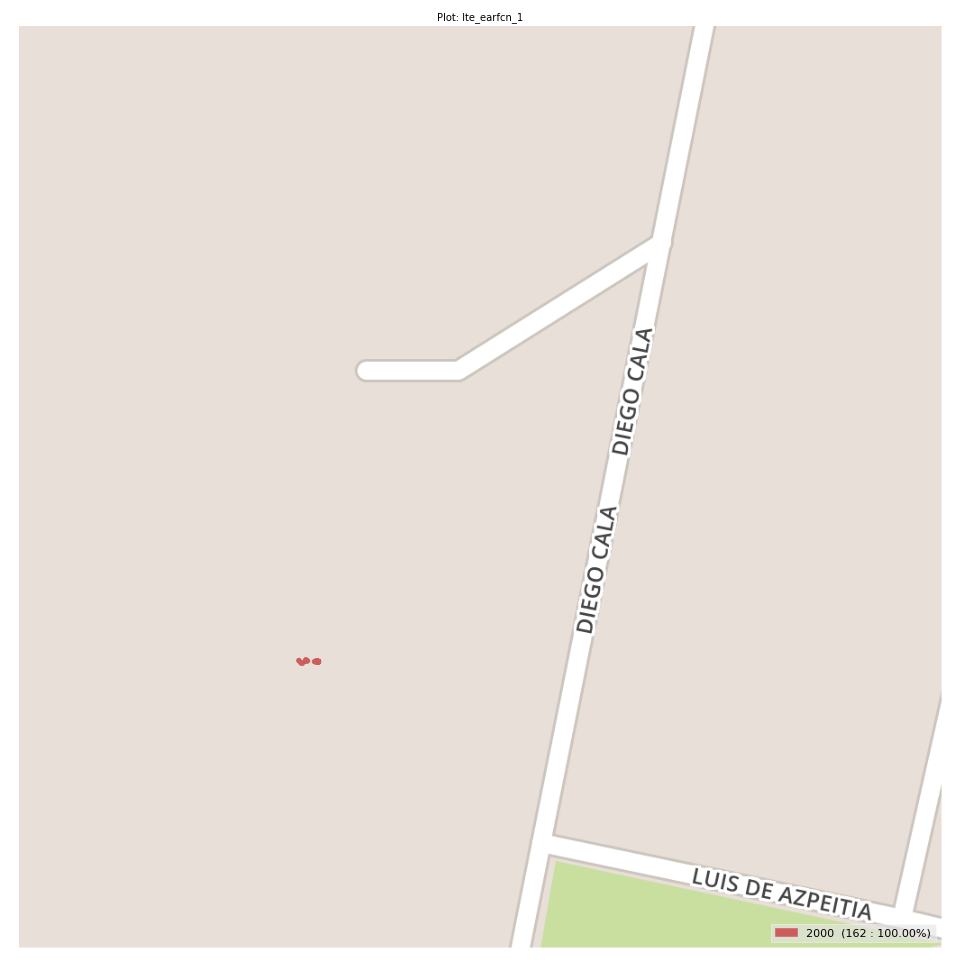 Plot: lte_earfcn_1
DIEGO CALA
DIEGO CALA
LUIS DE AZPEITIA
2000 (162 : 100.00%)